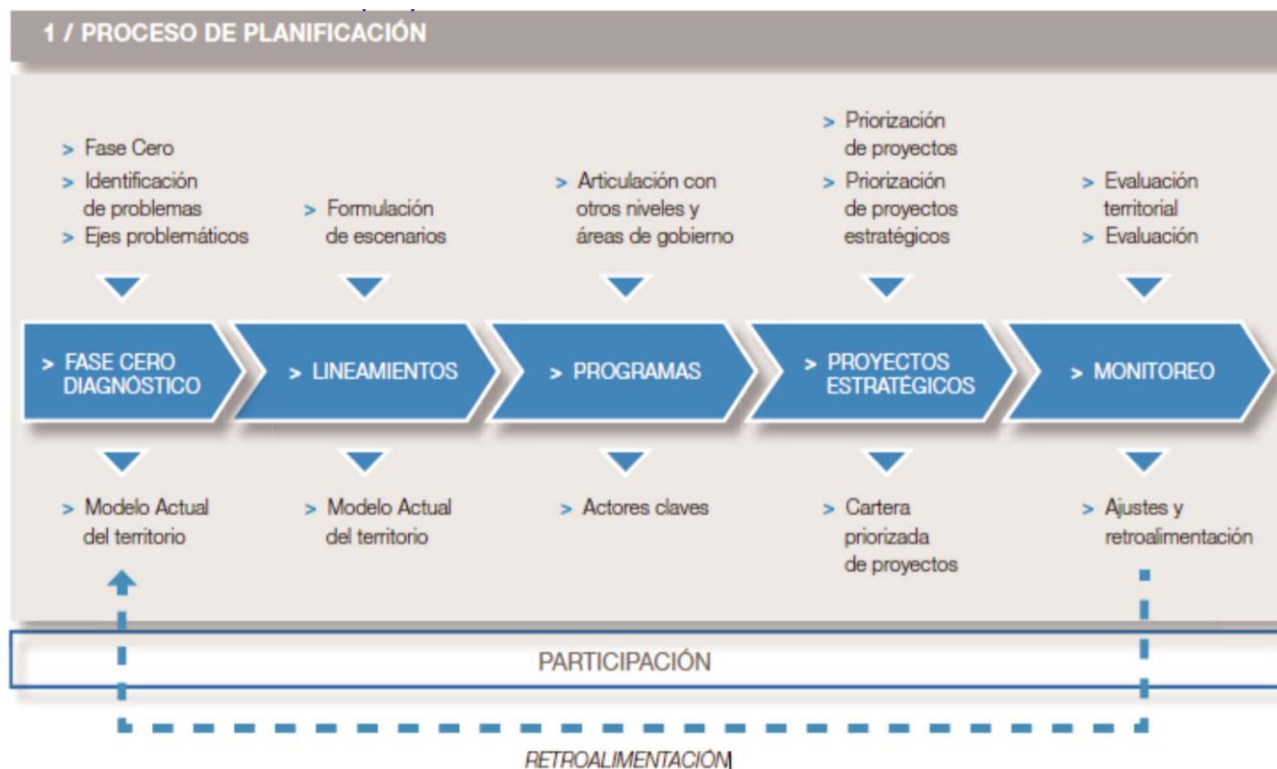 1 / PROCESO DE PLANIFICACIÓN
> Fase Cero
> Identificación
de problemas
> Ejes problemáticos
> Formulación
de escenarios
> Articulación con
otros niveles y
áreas de gobierno
> Priorización
de proyectos
> Priorización
de proyectos
estratégicos
> Evaluación
territorial
> Evaluación
> FASE CERO
DIAGNÓSTICO
> LINEAMIENTOS
> PROGRAMAS
> PROYECTOS
ESTRATÉGICOS
> MONITOREO
> Modelo Actual
del territorio
> Modelo Actual
del territorio
> Actores claves
> Cartera
priorizada
de proyectos
> Ajustes y
retroalimentación
PARTICIPACIÓN
RETROALIMENTACIÓN